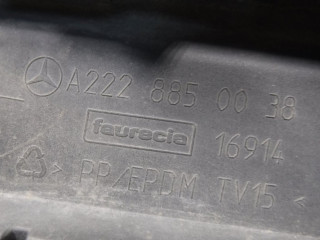 A222 885 00 38
faurecia 16914
> PP/EPDM TV15 <